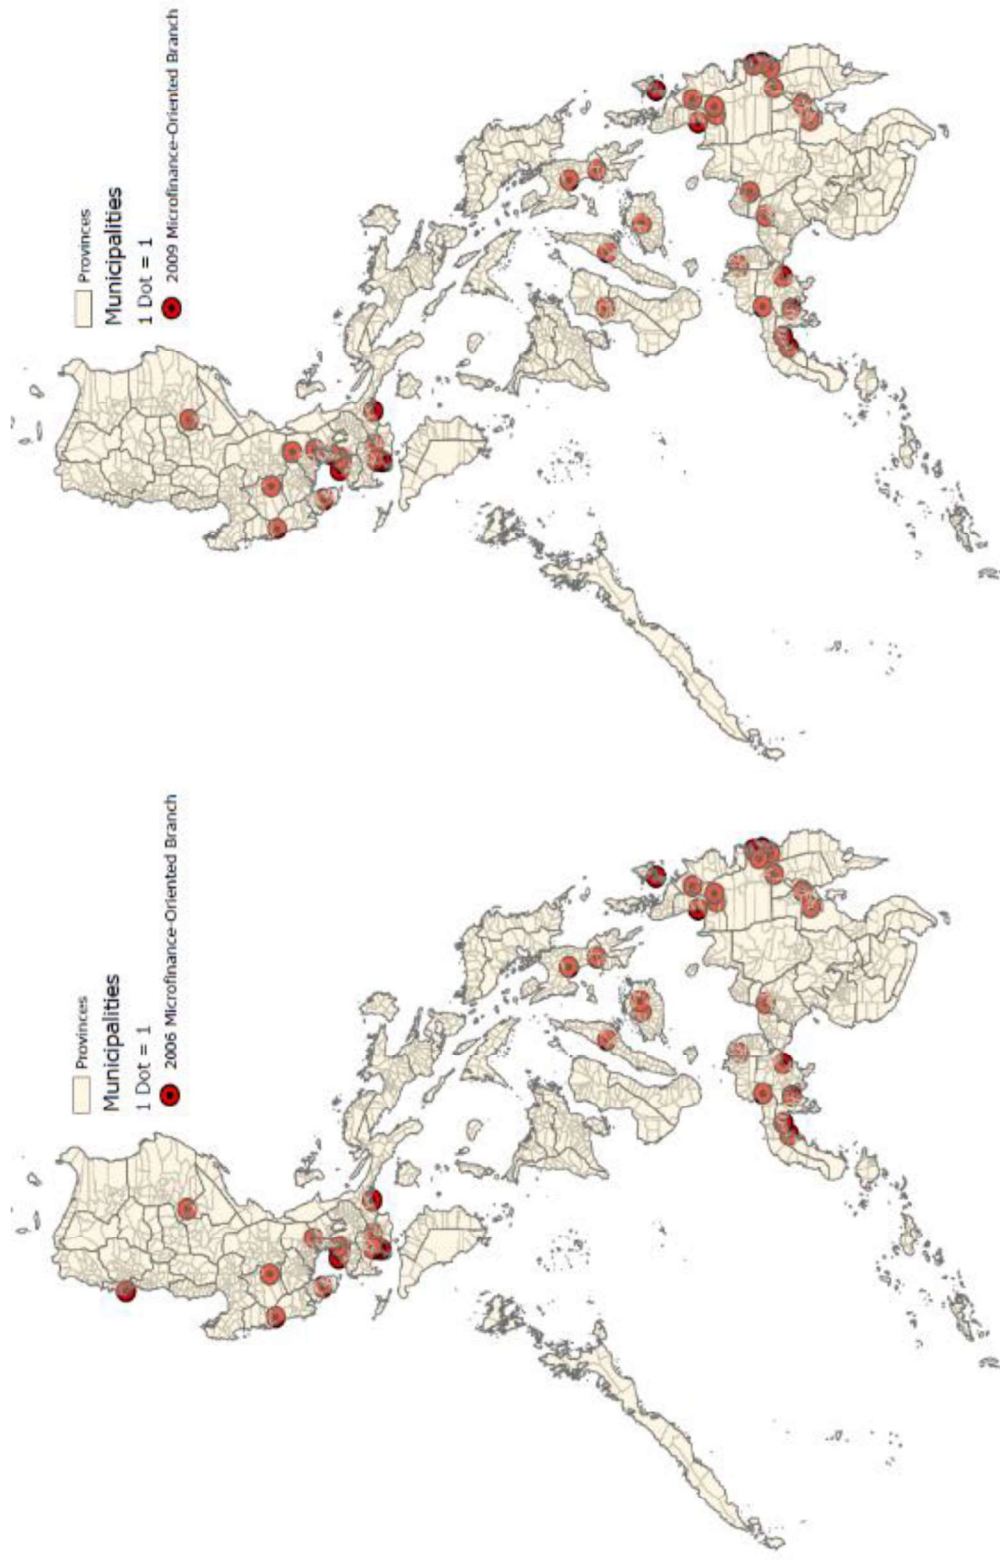 Provinces
Municipalities
1 Dot = 1
2006 Microfinance-Oriented Branch
Provinces
Municipalities
1 Dot = 1
2009 Microfinance-Oriented Branch